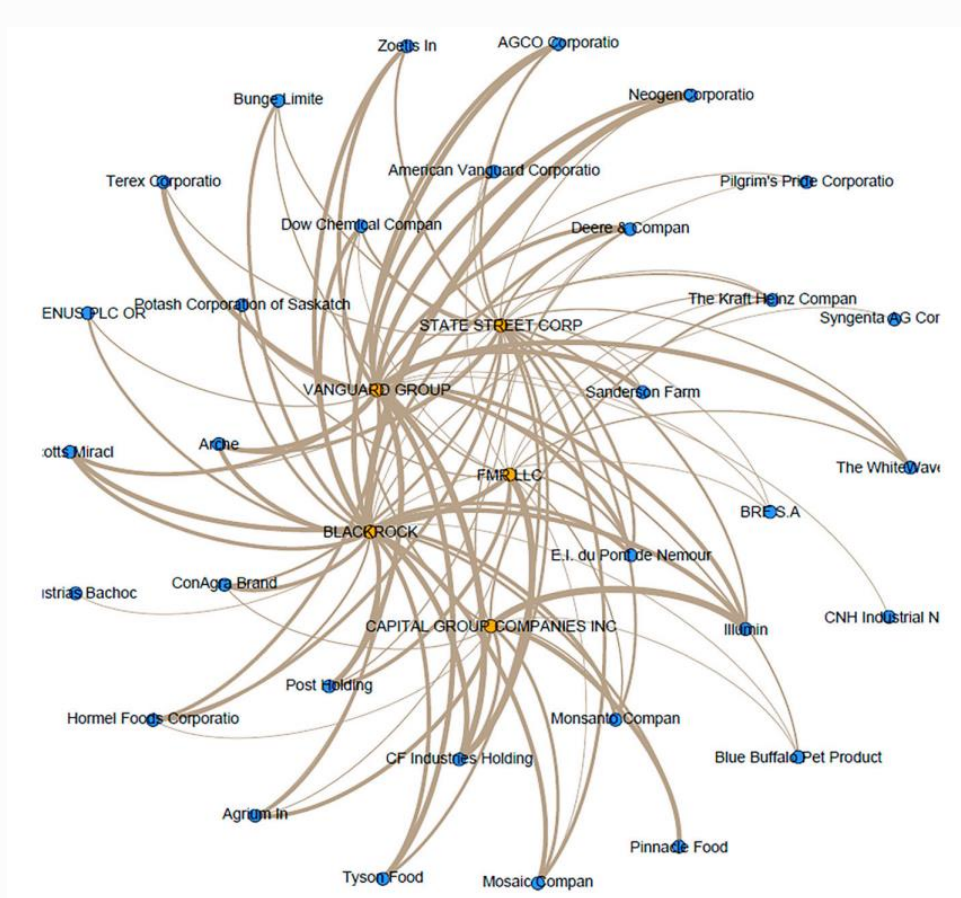 Zoetis In
AGCO Corporatio
NeogenCorporatio
Bunge Limite
American Vanguard Corporatio
Terex Corporatio
Pilgrim's Pride Corporatio
Dow Chemical Compan
Deere & Compan
The Kraft Heinz Compan
Potash Corporation of Saskatch
ENUS PLC OR
Syngenta AG Cor
STATE STREET CORP
VANGUARD GROUP
Sanderson Farm
Arche
otts Miracl
The WhiteWave
FMR LLC
BRF S.A
BLACKROCK
E.I. du Pont de Nemour
ConAgra Brand
ustrias Bachoc
CNH Industrial N
CAPITAL GROUP COMPANIES INC
Illumin
Post Holding
Hormel Foods Corporatio
Monsanto Compan
CF Industries Holding
Blue Buffalo Pet Product
Agrium In
Pinnacle Food
Tyson Food
Mosaic Compan